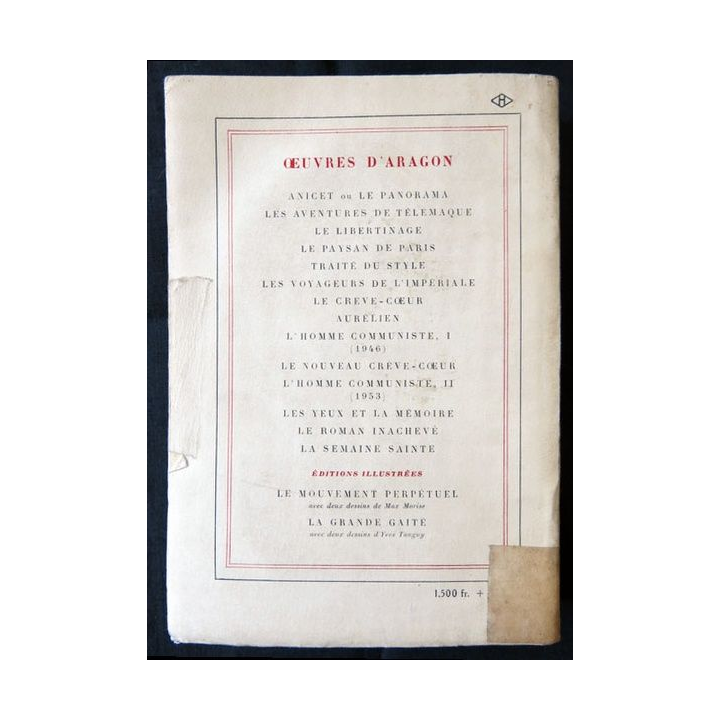 H
ŒUVRES D'ARAGON
ANICET ou LE PANORAMA
LES AVENTURES DE TÉLÉMAQUE
LE LIBERTINAGE
LE PAYSAN DE PARIS
TRAITÉ DU STYLE
LES VOYAGEURS DE L'IMPÉRIALE
LE CRÈVE-CŒUR
AURÉLIEN
L'HOMME COMMUNISTE, I
(1946)
LE NOUVEAU CRÈVE-CŒUR
L'HOMME COMMUNISTE, II
(1953)
LES YEUX ET LA MÉMOIRE
LE ROMAN INACHEVÉ
LA SEMAINE SAINTE
ÉDITIONS ILLUSTRÉES
LE MOUVEMENT PERPÉTUEL
avec deux dessins de Max Morise
LA GRANDE GAÎTÉ
avec deux dessins d'Yves Tanguy
1.500 fr. +